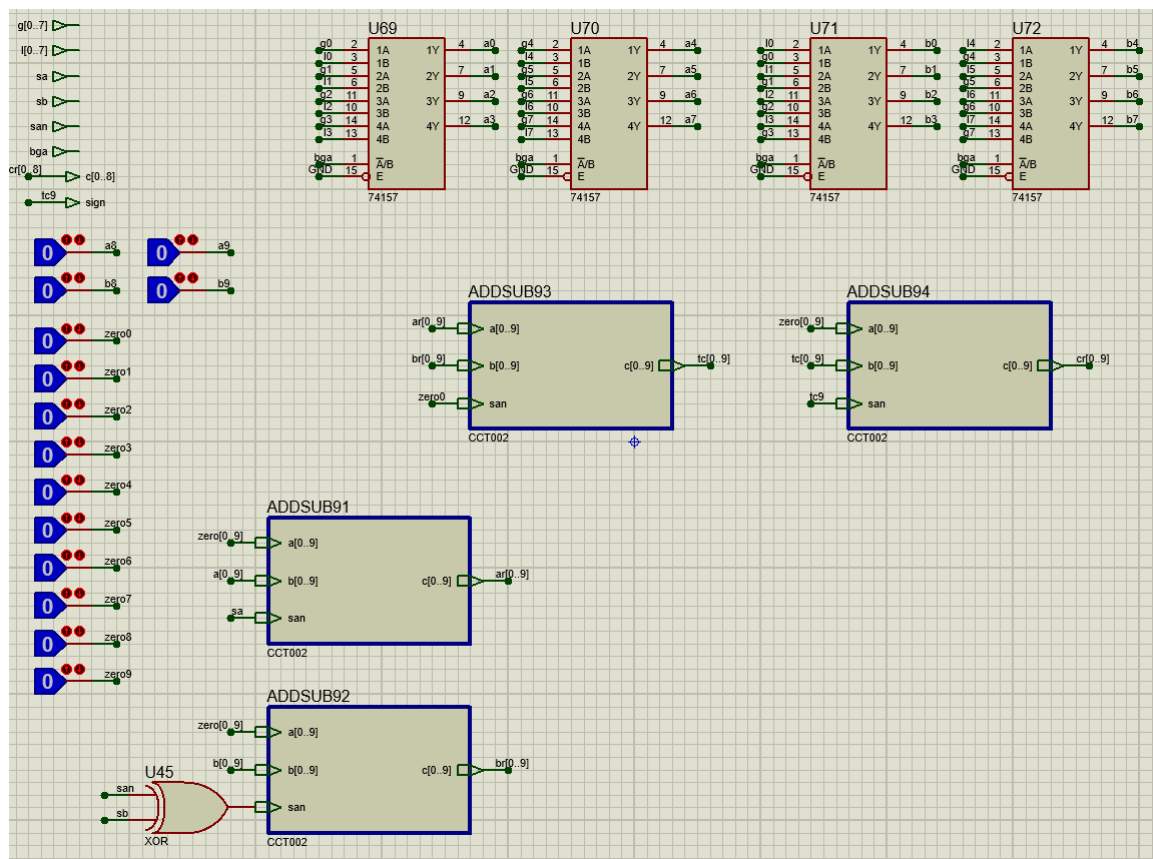 g[0..7]
l[0..7]
sa
sb
san
bga
cr[0..8] c[0..8]
tc9 sign
U69
g0 2 1A 1Y 4 a0
l0 3 1B
g1 5 2A 2Y 7 a1
l1 6 2B
g2 11 3A 3Y 9 a2
l2 10 3B
g3 14 4A 4Y 12 a3
l3 13 4B
bga 1 A/B
GND 15 E
74157
U70
g4 2 1A 1Y 4 a4
l4 3 1B
g5 5 2A 2Y 7 a5
l5 6 2B
g6 11 3A 3Y 9 a6
l6 10 3B
g7 14 4A 4Y 12 a7
l7 13 4B
bga 1 A/B
GND 15 E
74157
U71
l0 2 1A 1Y 4 b0
g0 3 1B
l1 5 2A 2Y 7 b1
g1 6 2B
l2 11 3A 3Y 9 b2
g2 10 3B
l3 14 4A 4Y 12 b3
g3 13 4B
bga 1 A/B
GND 15 E
74157
U72
l4 2 1A 1Y 4 b4
g4 3 1B
l5 5 2A 2Y 7 b5
g5 6 2B
l6 11 3A 3Y 9 b6
g6 10 3B
l7 14 4A 4Y 12 b7
g7 13 4B
bga 1 A/B
GND 15 E
74157
0 a8
0 a9
0 b8
0 b9
0 zero0
0 zero1
0 zero2
0 zero3
0 zero4
0 zero5
0 zero6
0 zero7
0 zero8
0 zero9
ADDSUB93
ar[0..9] a[0..9]
br[0..9] b[0..9] c[0..9] tc[0..9]
zero0 san
CCT002
ADDSUB94
zero[0..9] a[0..9]
tc[0..9] b[0..9] c[0..9] cr[0..9]
tc9 san
CCT002
ADDSUB91
zero[0..9] a[0..9]
a[0..9] b[0..9] c[0..9] ar[0..9]
sa san
CCT002
ADDSUB92
zero[0..9] a[0..9]
b[0..9] b[0..9] c[0..9] br[0..9]
san
CCT002
U45
san
sb
XOR